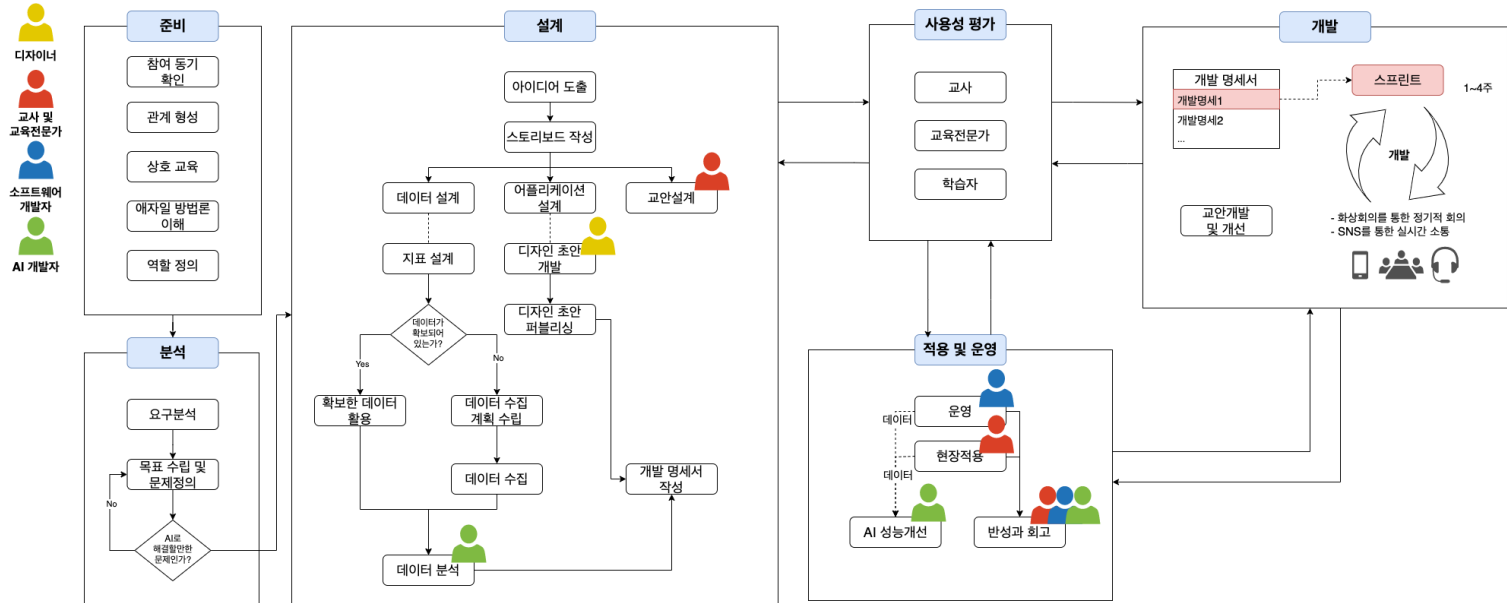 디자이너
교사 및
교육전문가
소프트웨어
개발자
AI 개발자
준비
참여 동기
확인
관계 형성
상호 교육
애자일 방법론
이해
역할 정의
분석
요구분석
목표 수립 및
문제정의
No
AI로
해결할만한
문제인가?
설계
아이디어 도출
스토리보드 작성
데이터 설계
어플리케이션
설계
교안설계
지표 설계
디자인 초안
개발
디자인 초안
퍼블리싱
데이터가
확보되어
있는가?
Yes
No
확보한 데이터
활용
데이터 수집
계획 수립
데이터 수집
개발 명세서
작성
데이터 분석
사용성 평가
교사
교육전문가
학습자
적용 및 운영
운영
데이터
현장적용
데이터
AI 성능개선
반성과 회고
개발
개발 명세서
개발명세1
개발명세2
...
스프린트
1~4주
개발
교안개발
및 개선
- 화상회의를 통한 정기적 회의
- SNS를 통한 실시간 소통